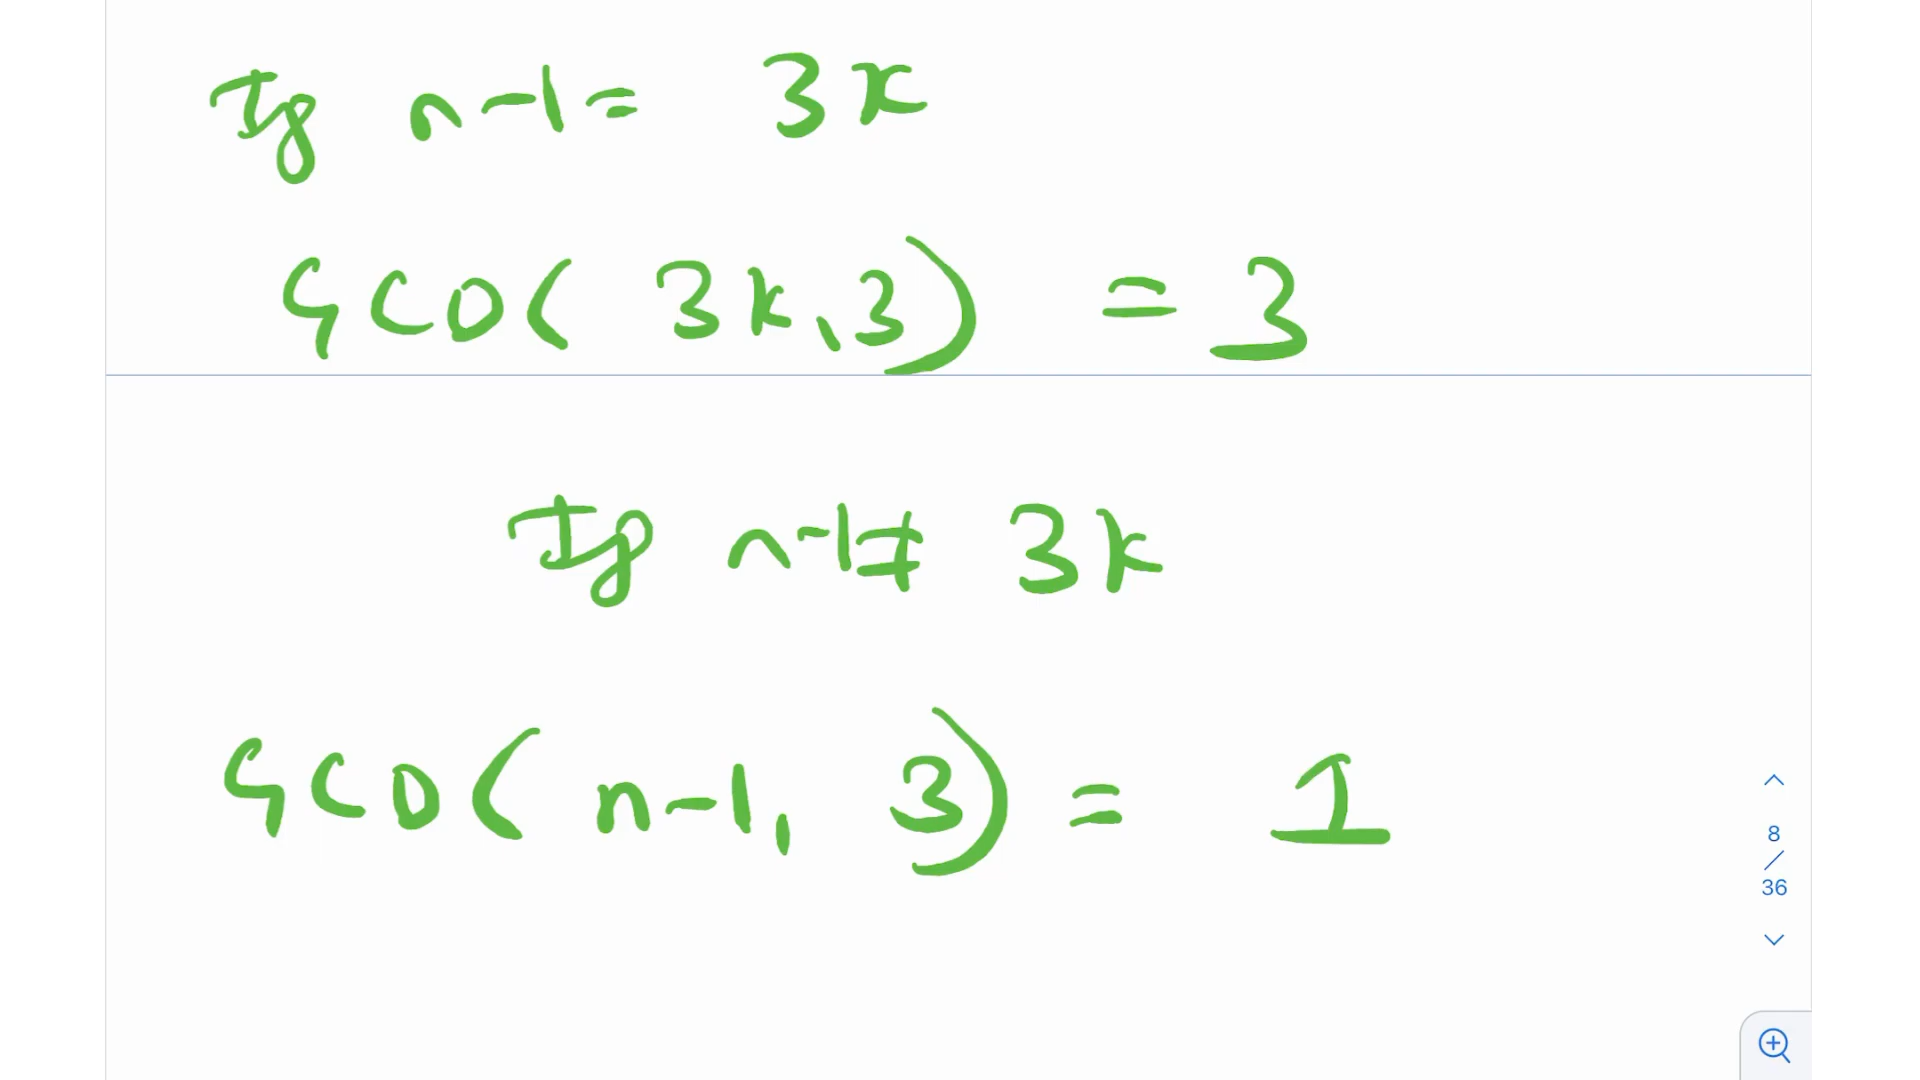 If n-1 = 3k
GCD( 3k, 3) = 3
If n-1 ≠ 3k
GCD( n-1, 3) = 1
8
/
36